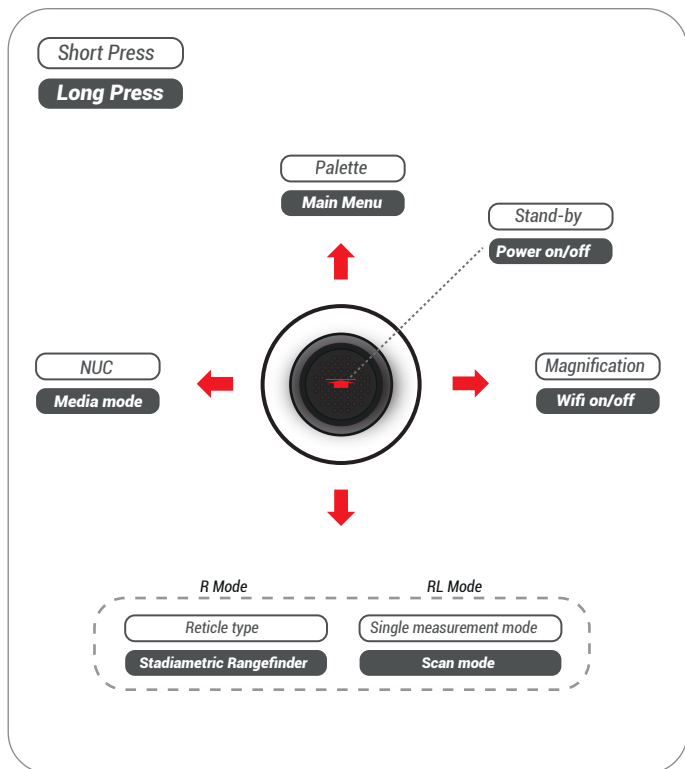 Short Press
Long Press
Palette
Main Menu
Stand-by
Power on/off
NUC
Media mode
Magnification
Wifi on/off
R Mode
RL Mode
Reticle type
Single measurement mode
Stadiametric Rangefinder
Scan mode